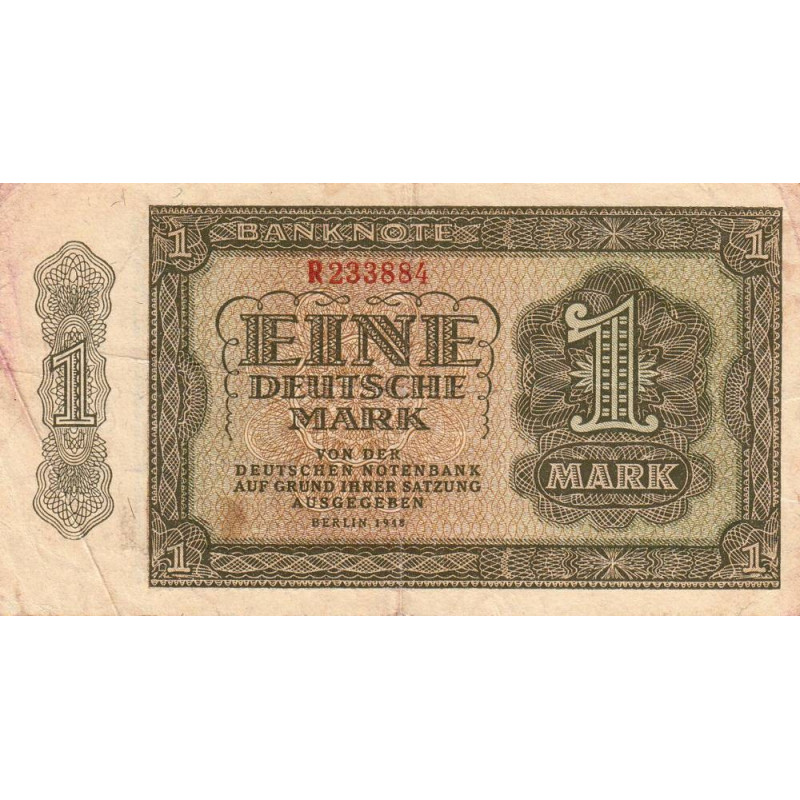 1 BANKNOTE 1
R233884
EINE
DEUTSCHE
MARK
VON DER
DEUTSCHEN NOTENBANK
AUF GRUND IHRER SATZUNG
AUSGEGEBEN
BERLIN 1948
1
MARK
1
1 1